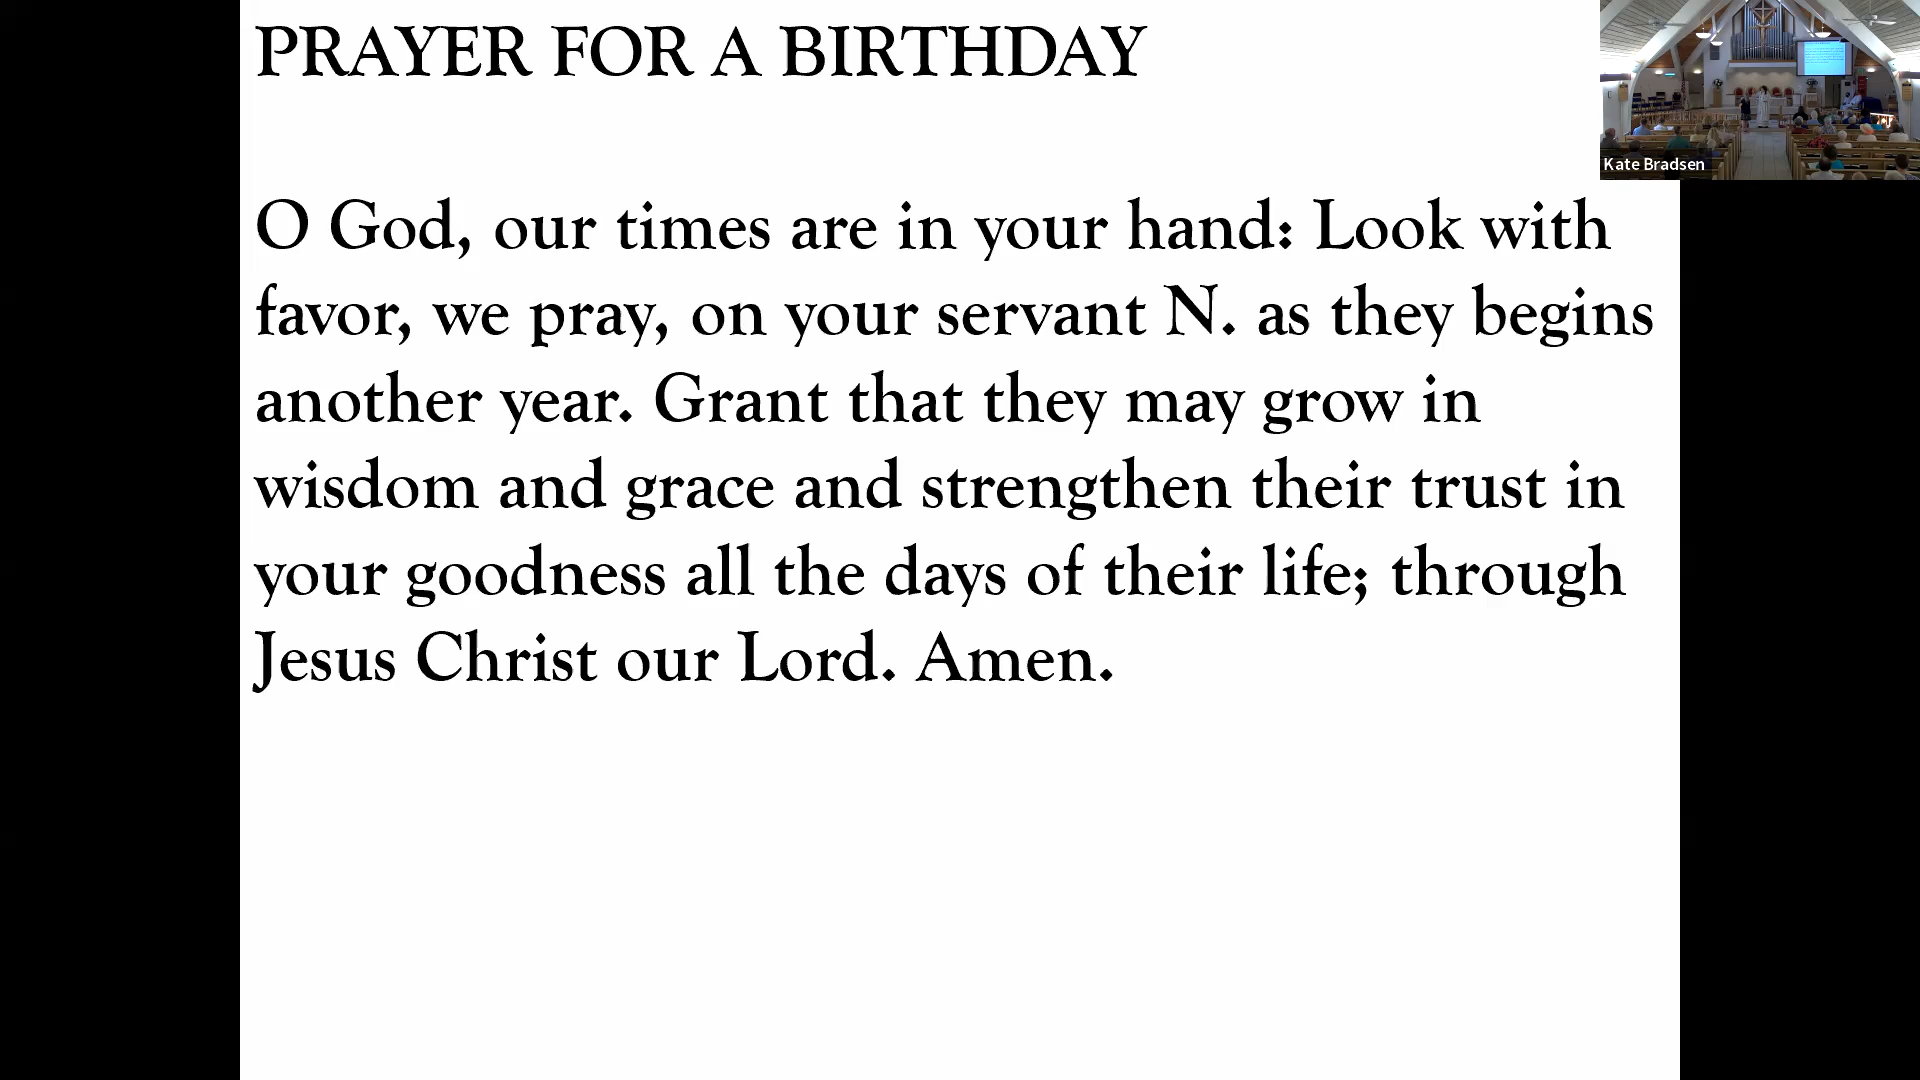 PRAYER FOR A BIRTHDAY
O God, our times are in your hand: Look with
favor, we pray, on your servant N. as they begins
another year. Grant that they may grow in
wisdom and grace and strengthen their trust in
your goodness all the days of their life; through
Jesus Christ our Lord. Amen.
Kate Bradsen